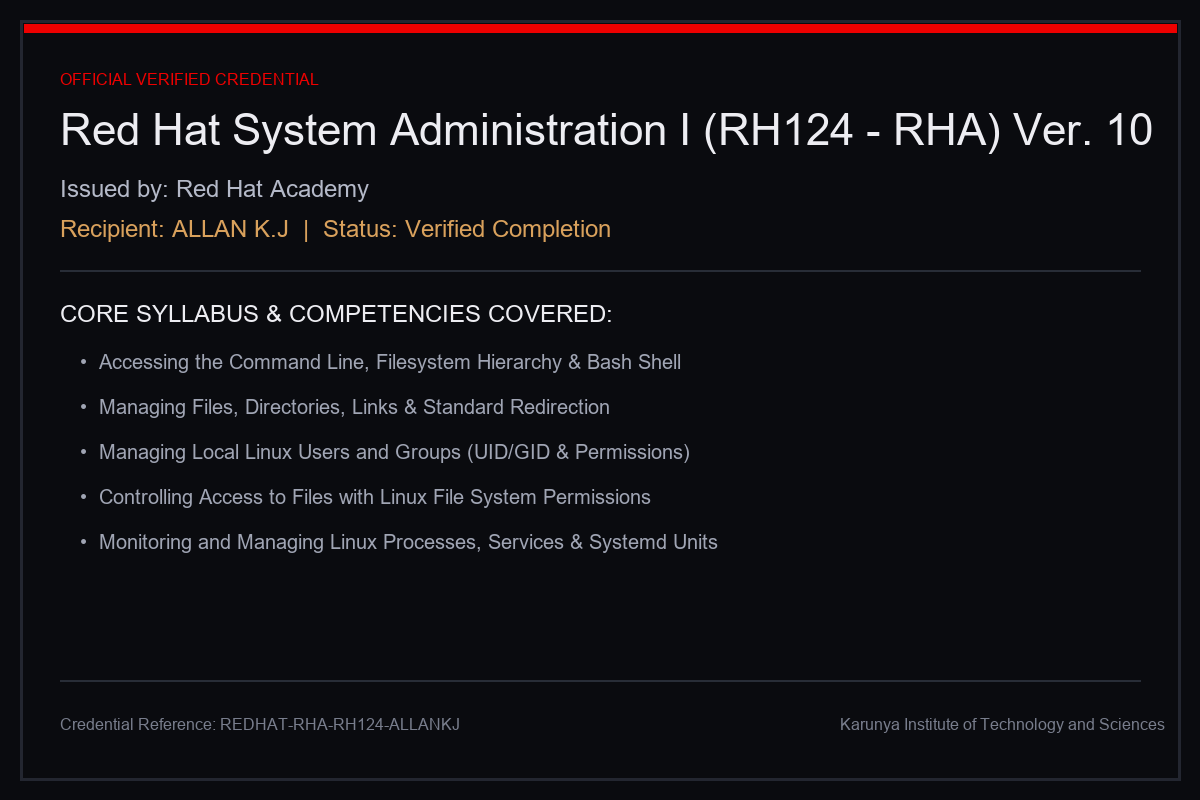 OFFICIAL VERIFIED CREDENTIAL
Red Hat System Administration I (RH124 - RHA) Ver. 10
Issued by: Red Hat Academy
Recipient: ALLAN K.J | Status: Verified Completion
CORE SYLLABUS & COMPETENCIES COVERED:
• Accessing the Command Line, Filesystem Hierarchy & Bash Shell
• Managing Files, Directories, Links & Standard Redirection
• Managing Local Linux Users and Groups (UID/GID & Permissions)
• Controlling Access to Files with Linux File System Permissions
• Monitoring and Managing Linux Processes, Services & Systemd Units
Credential Reference: REDHAT-RHA-RH124-ALLANKJ
Karunya Institute of Technology and Sciences